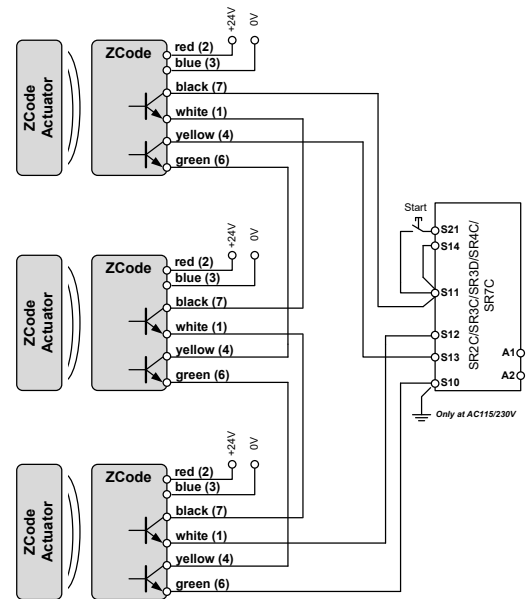 +24V
0V
ZCode
Actuator
ZCode
red (2)
blue (3)
black (7)
white (1)
yellow (4)
green (6)
+24V
0V
ZCode
Actuator
ZCode
red (2)
blue (3)
black (7)
white (1)
yellow (4)
green (6)
+24V
0V
ZCode
Actuator
ZCode
red (2)
blue (3)
black (7)
white (1)
yellow (4)
green (6)
Start
S21
S14
S11
S12
S13
S10
SR2C/SR3C/SR3D/SR4C/
SR7C
A1
A2
Only at AC115/230V